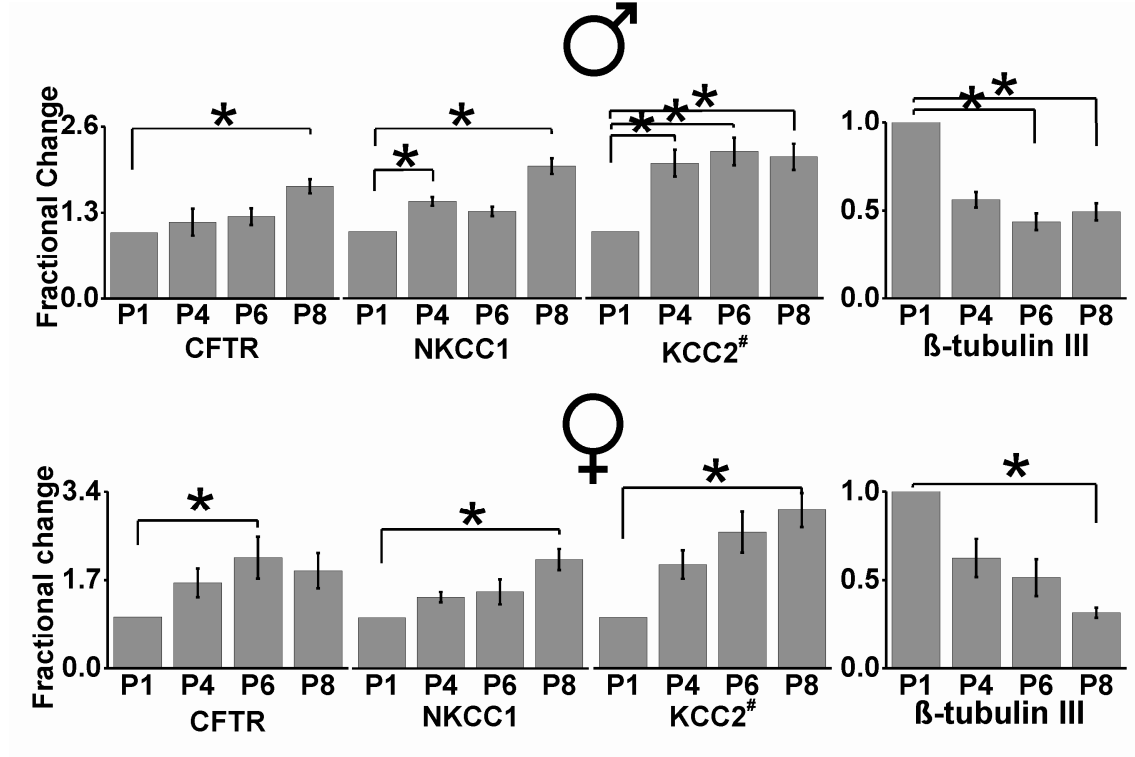 ♂
Fractional Change
2.6
1.3
0.0
* 
* *
* * *
P1 P4 P6 P8
CFTR
P1 P4 P6 P8
NKCC1
P1 P4 P6 P8
KCC2#
1.0
0.5
0.0
* *
P1 P4 P6 P8
ß-tubulin III
♀
Fractional change
3.4
1.7
0.0
*
*
*
P1 P4 P6 P8
CFTR
P1 P4 P6 P8
NKCC1
P1 P4 P6 P8
KCC2#
1.0
0.5
0.0
*
P1 P4 P6 P8
ß-tubulin III